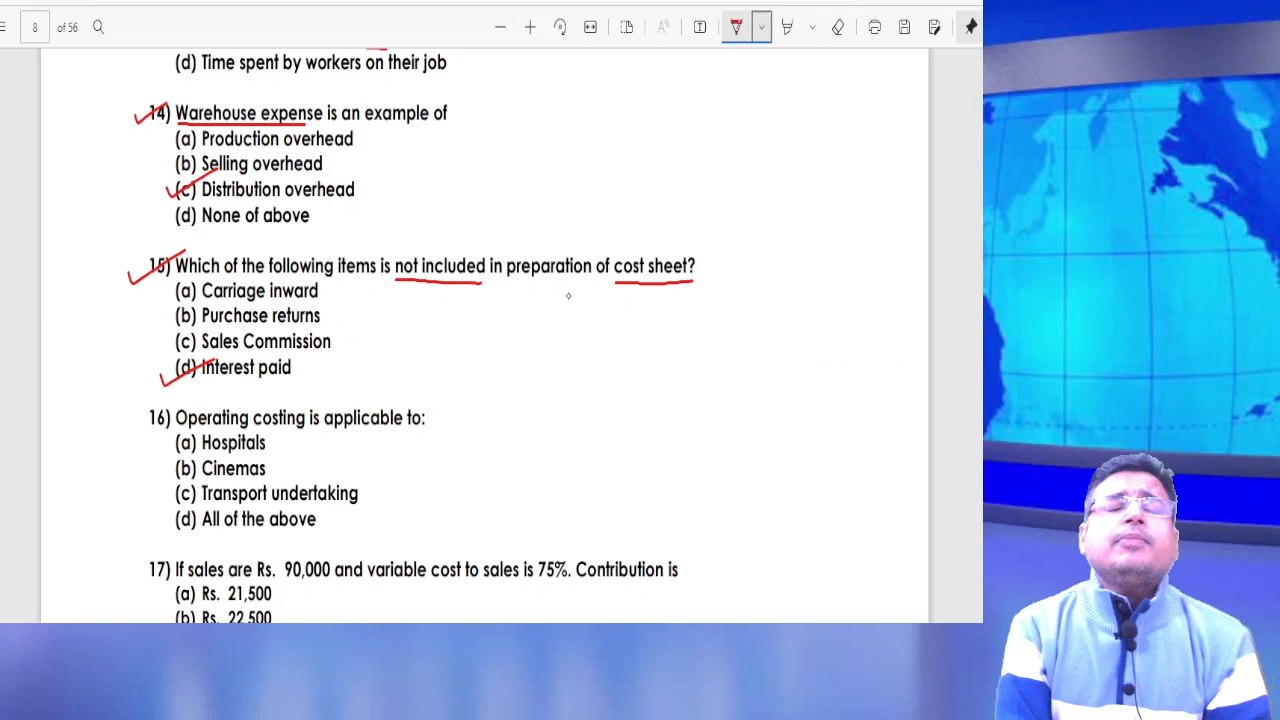 8 of 56
(d) Time spent by workers on their job
14) Warehouse expense is an example of
(a) Production overhead
(b) Selling overhead
(c) Distribution overhead
(d) None of above
15) Which of the following items is not included in preparation of cost sheet?
(a) Carriage inward
(b) Purchase returns
(c) Sales Commission
(d) Interest paid
16) Operating costing is applicable to:
(a) Hospitals
(b) Cinemas
(c) Transport undertaking
(d) All of the above
17) If sales are Rs. 90,000 and variable cost to sales is 75%. Contribution is
(a) Rs. 21,500
(b) Rs. 22,500